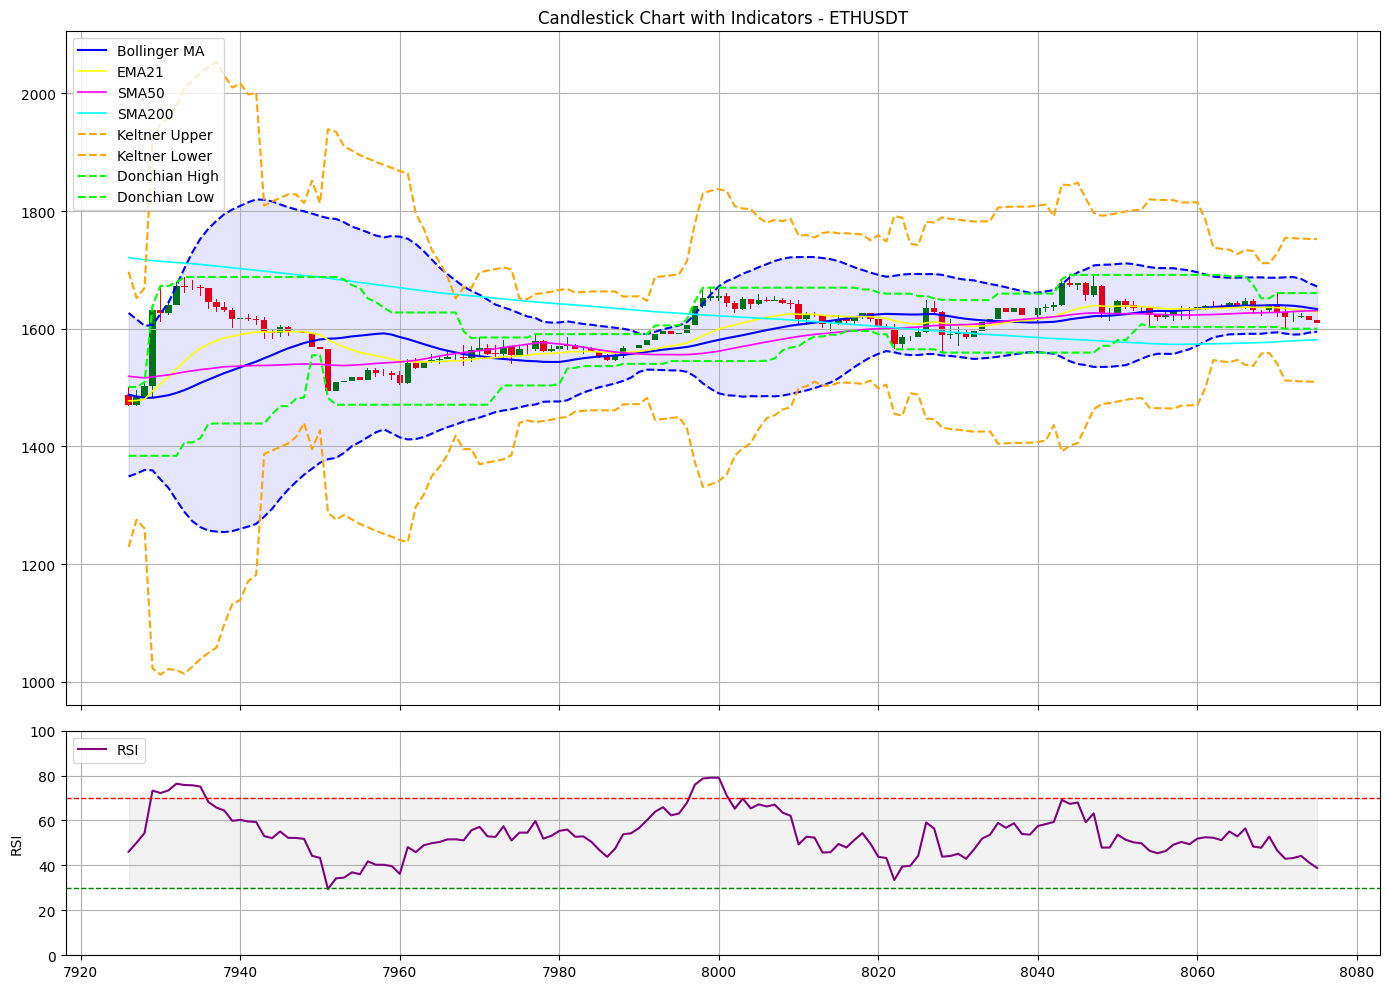 Candlestick Chart with Indicators - ETHUSDT
Bollinger MA
EMA21
SMA50
SMA200
Keltner Upper
Keltner Lower
Donchian High
Donchian Low
2000
1800
1600
1400
1200
1000
RSI
100
80
60
40
20
0
RSI
7920 7940 7960 7980 8000 8020 8040 8060 8080